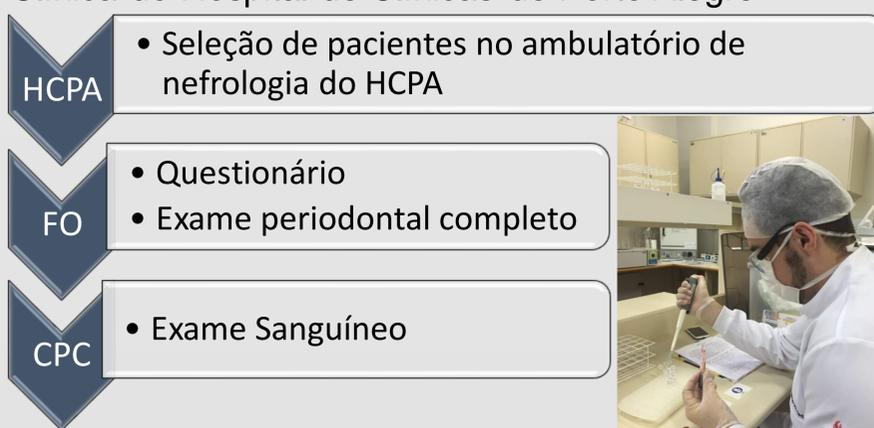 HCPA
• Seleção de pacientes no ambulatório de
nefrologia do HCPA
FO
• Questionário
• Exame periodontal completo
CPC
• Exame Sanguíneo